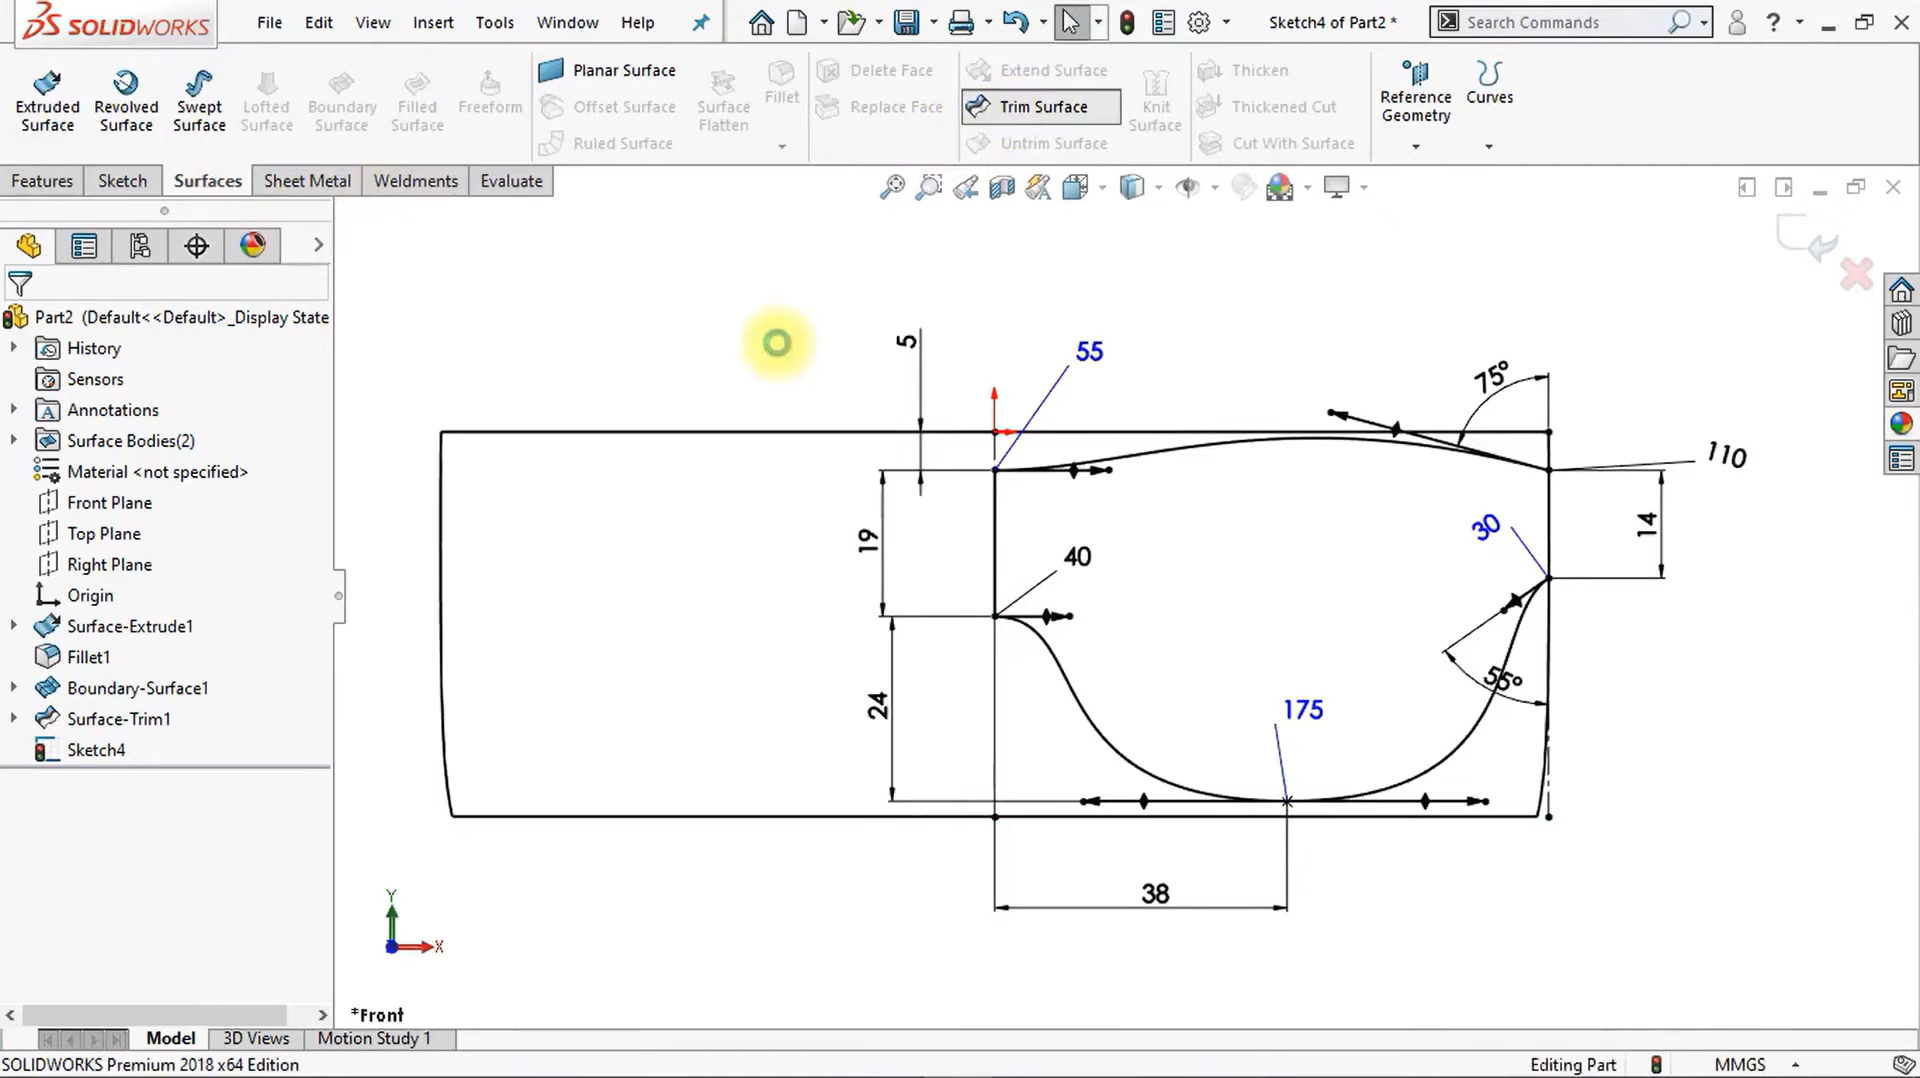 SOLIDWORKS
File Edit View Insert Tools Window Help
Sketch4 of Part2 *
Search Commands
Extruded Surface
Revolved Surface
Swept Surface
Lofted Surface
Boundary Surface
Filled Surface
Freeform
Planar Surface
Offset Surface
Ruled Surface
Surface Flatten
Fillet
Delete Face
Replace Face
Extend Surface
Trim Surface
Untrim Surface
Knit Surface
Thicken
Thickened Cut
Cut With Surface
Reference Geometry
Curves
Features Sketch Surfaces Sheet Metal Weldments Evaluate
Part2 (Default<<Default>_Display State
History
Sensors
Annotations
Surface Bodies(2)
Material <not specified>
Front Plane
Top Plane
Right Plane
Origin
Surface-Extrude1
Fillet1
Boundary-Surface1
Surface-Trim1
Sketch4
5
55
75°
110
19
30
14
40
24
175
55°
38
Y
X
*Front
Model 3D Views Motion Study 1
SOLIDWORKS Premium 2018 x64 Edition
Editing Part
MMGS